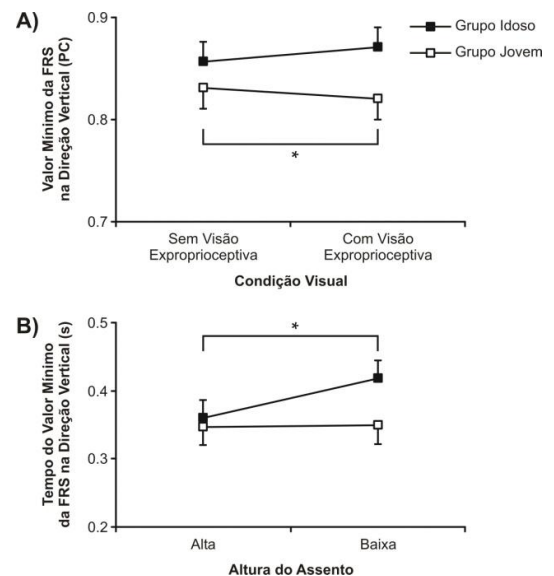 A)
Valor Mínimo da FRS
na Direção Vertical (PC)
0.9
0.8
0.7
*
Grupo Idoso
Grupo Jovem
Sem Visão
Exproprioceptiva
Com Visão
Exproprioceptiva
Condição Visual
B)
Tempo do Valor Mínimo
da FRS na Direção Vertical (s)
0.5
0.4
0.3
0.2
*
Alta
Baixa
Altura do Assento